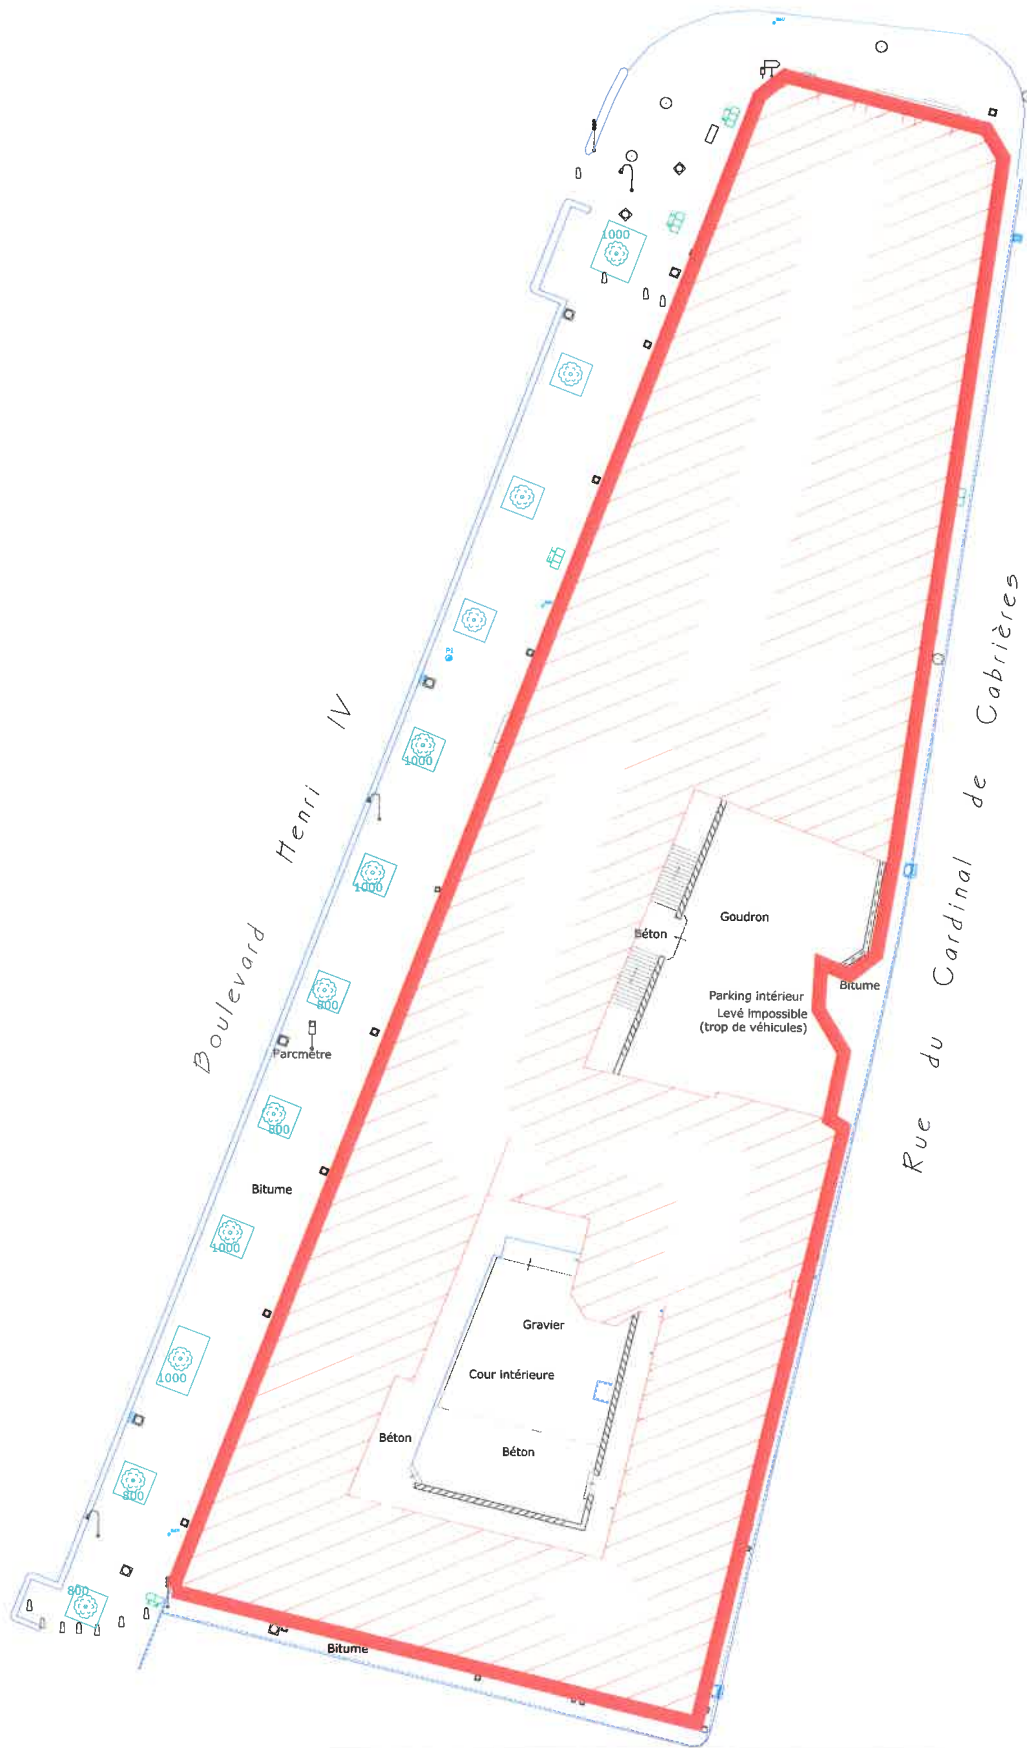 1000
Boulevard Henri IV
1000
1000
Goudron
Béton
Parking intérieur
Levé impossible
(trop de véhicules)
Bitume
Rue du Cardinal de Cabrières
800
Parcmètre
800
Bitume
1000
Gravier
Cour intérieure
1000
Béton
Béton
800
800
Bitume